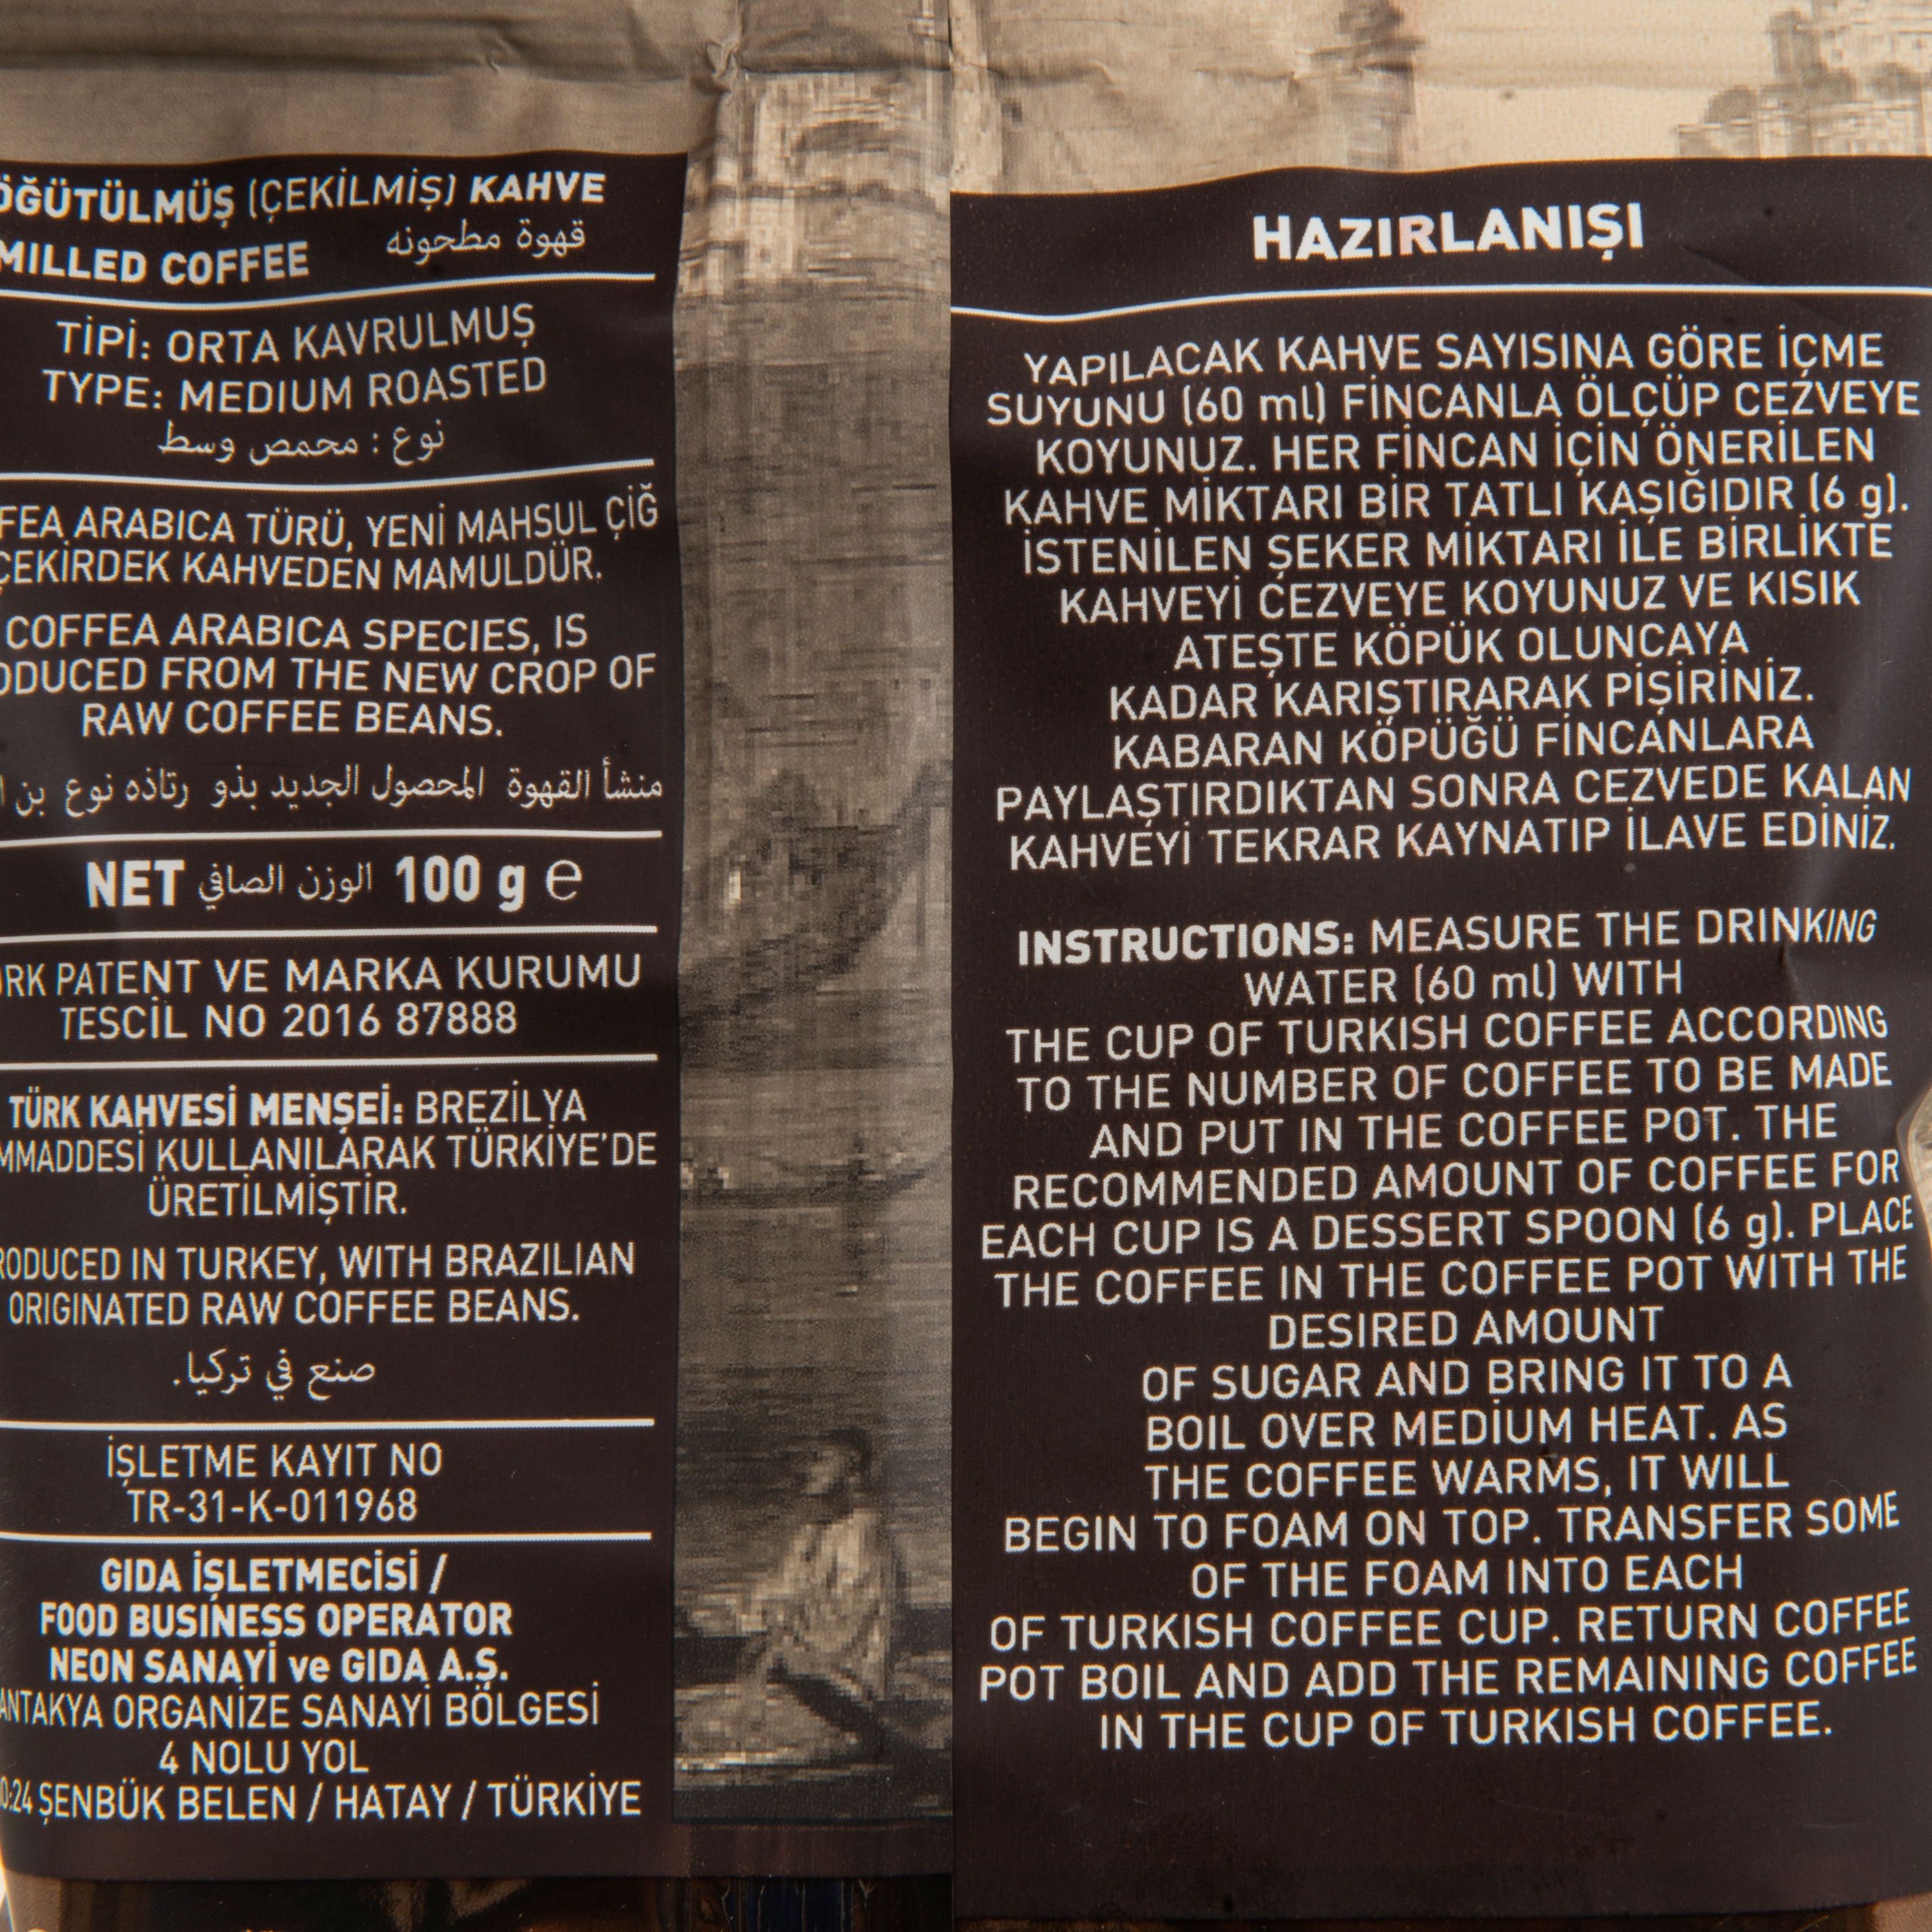 ÖĞÜTÜLMÜŞ (ÇEKİLMİŞ) KAHVE
MILLED COFFEE قهوة مطحونه
TİPİ: ORTA KAVRULMUŞ
TYPE: MEDIUM ROASTED
نوع : محمص وسط
FEA ARABICA TÜRÜ, YENİ MAHSUL ÇİĞ
ÇEKİRDEK KAHVEDEN MAMULDÜR.
COFFEA ARABICA SPECIES, IS
ODUCED FROM THE NEW CROP OF
RAW COFFEE BEANS.
منشأ القهوة المحصول الجديد بذو رتاذه نوع بن
NET الوزن الصافي 100 g e
RK PATENT VE MARKA KURUMU
TESCİL NO 2016 87888
TÜRK KAHVESİ MENŞEİ: BREZİLYA
MMADDESİ KULLANILARAK TÜRKİYE'DE
ÜRETİLMİŞTİR.
RODUCED IN TURKEY, WITH BRAZILIAN
ORIGINATED RAW COFFEE BEANS.
صنع في تركيا.
İŞLETME KAYIT NO
TR-31-K-011968
GIDA İŞLETMECİSİ /
FOOD BUSINESS OPERATOR
NEON SANAYİ ve GIDA A.Ş.
ANTAKYA ORGANİZE SANAYİ BÖLGESİ
4 NOLU YOL
0:24 ŞENBÜK BELEN / HATAY / TÜRKİYE
HAZIRLANIŞI
YAPILACAK KAHVE SAYISINA GÖRE İÇME
SUYUNU (60 ml) FİNCANLA ÖLÇÜP CEZVEYE
KOYUNUZ. HER FİNCAN İÇİN ÖNERİLEN
KAHVE MİKTARI BİR TATLI KAŞIĞIDIR (6 g).
İSTENİLEN ŞEKER MİKTARI İLE BİRLİKTE
KAHVEYİ CEZVEYE KOYUNUZ VE KISIK
ATEŞTE KÖPÜK OLUNCAYA
KADAR KARIŞTIRARAK PİŞİRİNİZ.
KABARAN KÖPÜĞÜ FİNCANLARA
PAYLAŞTIRDIKTAN SONRA CEZVEDE KALAN
KAHVEYİ TEKRAR KAYNATIP İLAVE EDİNİZ.
INSTRUCTIONS: MEASURE THE DRINKING
WATER (60 ml) WITH
THE CUP OF TURKISH COFFEE ACCORDING
TO THE NUMBER OF COFFEE TO BE MADE
AND PUT IN THE COFFEE POT. THE
RECOMMENDED AMOUNT OF COFFEE FOR
EACH CUP IS A DESSERT SPOON (6 g). PLACE
THE COFFEE IN THE COFFEE POT WITH THE
DESIRED AMOUNT
OF SUGAR AND BRING IT TO A
BOIL OVER MEDIUM HEAT. AS
THE COFFEE WARMS, IT WILL
BEGIN TO FOAM ON TOP. TRANSFER SOME
OF THE FOAM INTO EACH
OF TURKISH COFFEE CUP. RETURN COFFEE
POT BOIL AND ADD THE REMAINING COFFEE
IN THE CUP OF TURKISH COFFEE.